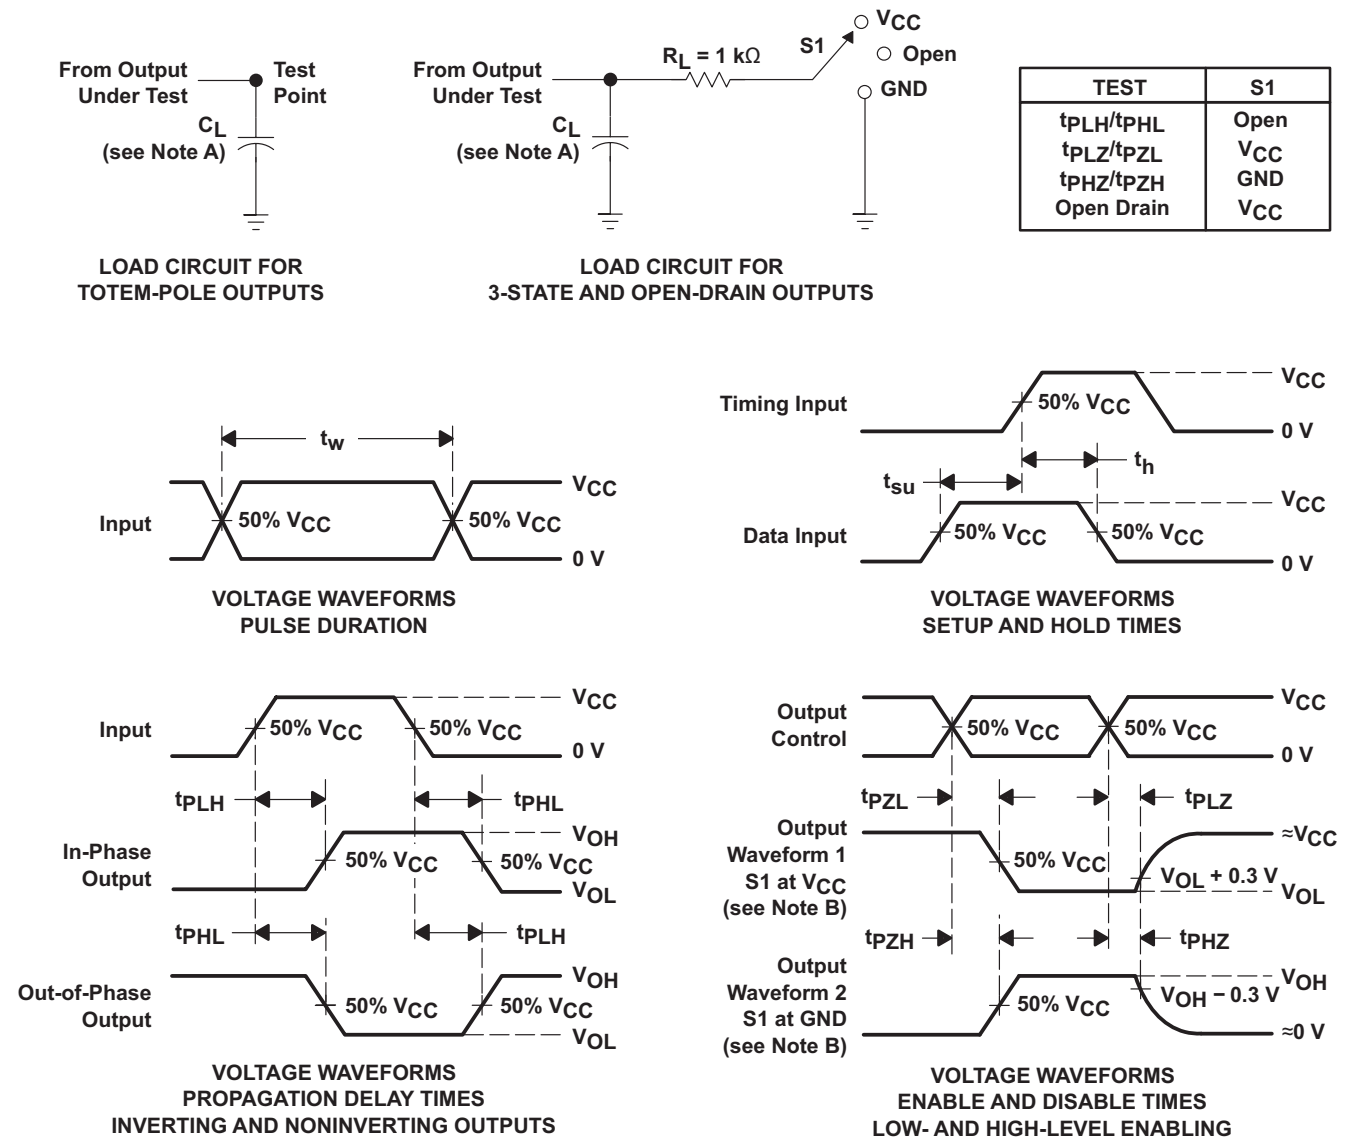 From Output
Under Test
Test
Point
CL
(see Note A)
LOAD CIRCUIT FOR
TOTEM-POLE OUTPUTS
From Output
Under Test
RL = 1 kΩ
S1
VCC
Open
GND
CL
(see Note A)
LOAD CIRCUIT FOR
3-STATE AND OPEN-DRAIN OUTPUTS
TEST S1
tPLH/tPHL Open
tPLZ/tPZL VCC
tPHZ/tPZH GND
Open Drain VCC
tw
Input
50% VCC
50% VCC
VCC
0 V
VOLTAGE WAVEFORMS
PULSE DURATION
Timing Input
50% VCC
VCC
0 V
th
tsu
Data Input
50% VCC
50% VCC
VCC
0 V
VOLTAGE WAVEFORMS
SETUP AND HOLD TIMES
Input
50% VCC
50% VCC
VCC
0 V
tPLH
tPHL
In-Phase
Output
50% VCC
50% VCC
VOH
VOL
tPHL
tPLH
Out-of-Phase
Output
50% VCC
50% VCC
VOH
VOL
VOLTAGE WAVEFORMS
PROPAGATION DELAY TIMES
INVERTING AND NONINVERTING OUTPUTS
Output
Control
50% VCC
50% VCC
VCC
0 V
tPZL
tPLZ
Output
Waveform 1
S1 at VCC
(see Note B)
50% VCC
≈VCC
VOL + 0.3 V
VOL
tPZH
tPHZ
Output
Waveform 2
S1 at GND
(see Note B)
50% VCC
VOH
VOH − 0.3 V
≈0 V
VOLTAGE WAVEFORMS
ENABLE AND DISABLE TIMES
LOW- AND HIGH-LEVEL ENABLING